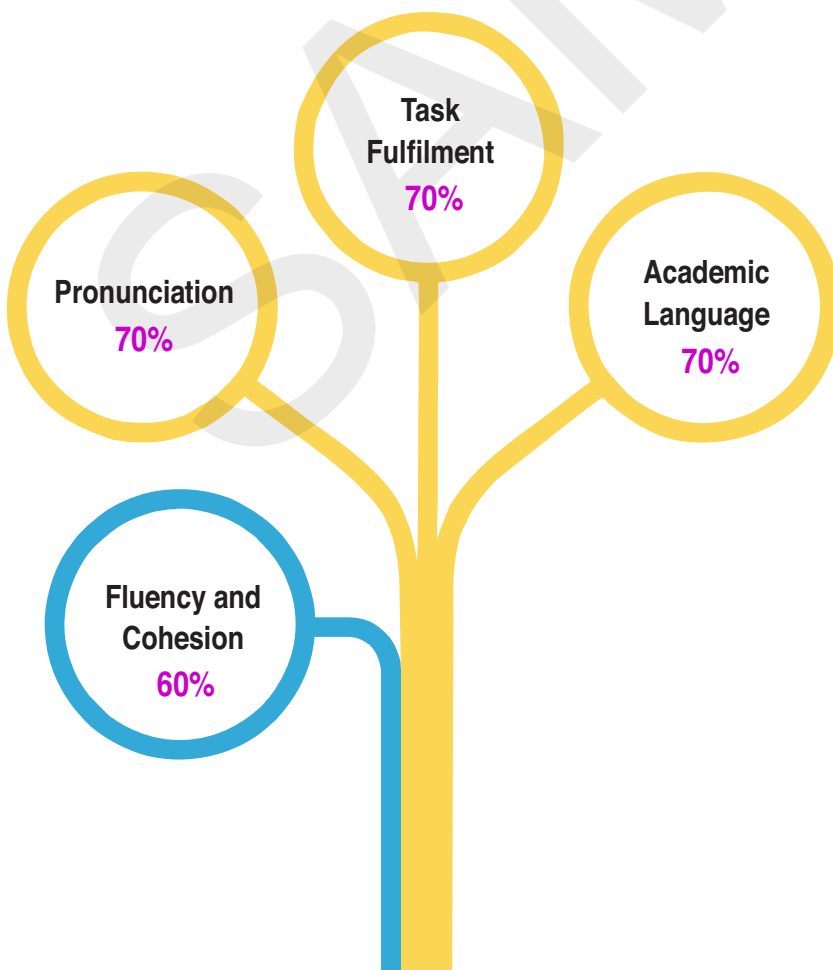 Task
Fulfilment
70%
Pronunciation
70%
Academic
Language
70%
Fluency and
Cohesion
60%